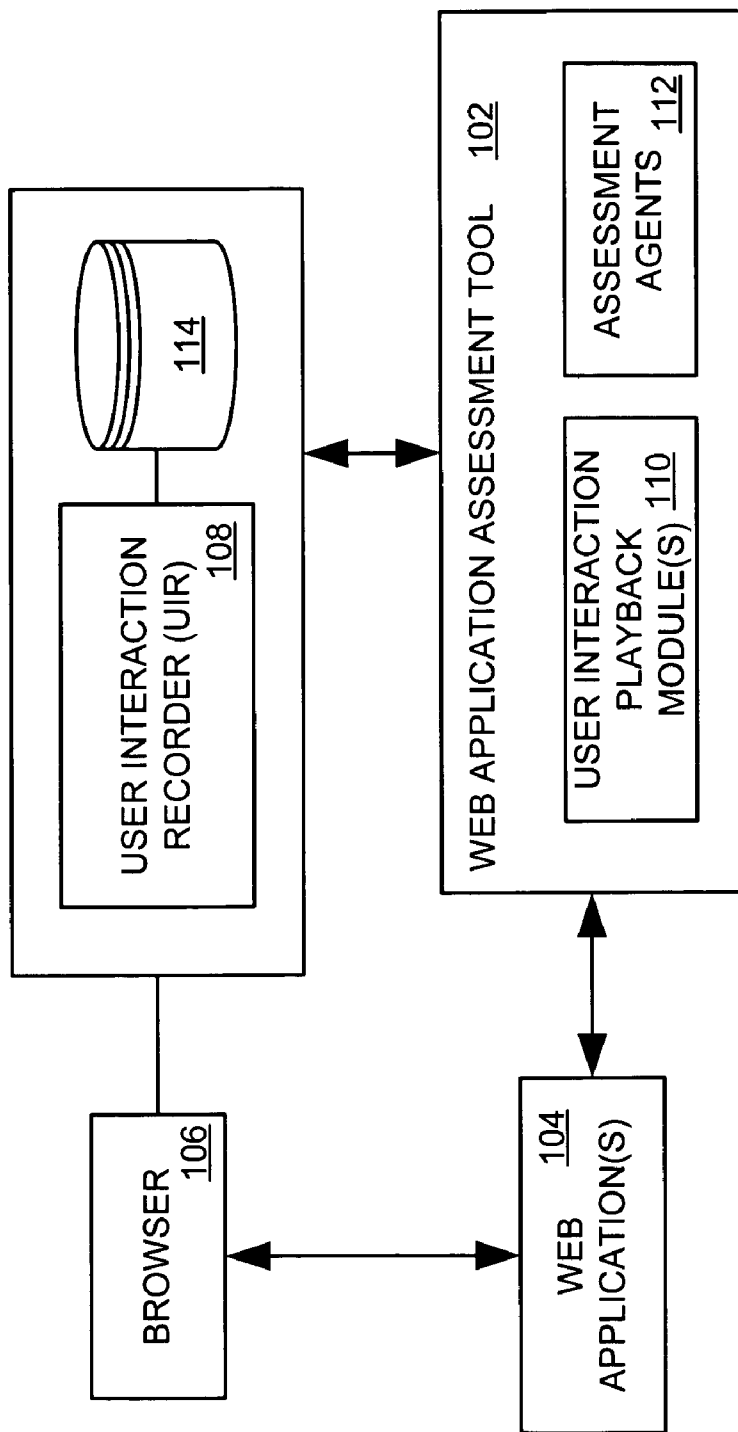 BROWSER
106
USER INTERACTION
RECORDER (UIR)
108
114
WEB
APPLICATION(S)
104
WEB APPLICATION ASSESSMENT TOOL
102
USER INTERACTION
PLAYBACK
MODULE(S)
110
ASSESSMENT
AGENTS
112